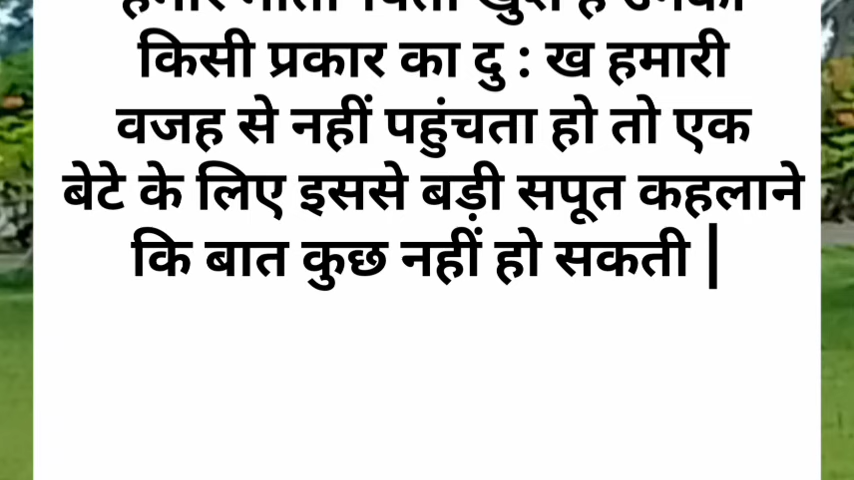 किसी प्रकार का दु : ख हमारी
वजह से नहीं पहुंचता हो तो एक
बेटे के लिए इससे बड़ी सपूत कहलाने
कि बात कुछ नहीं हो सकती |